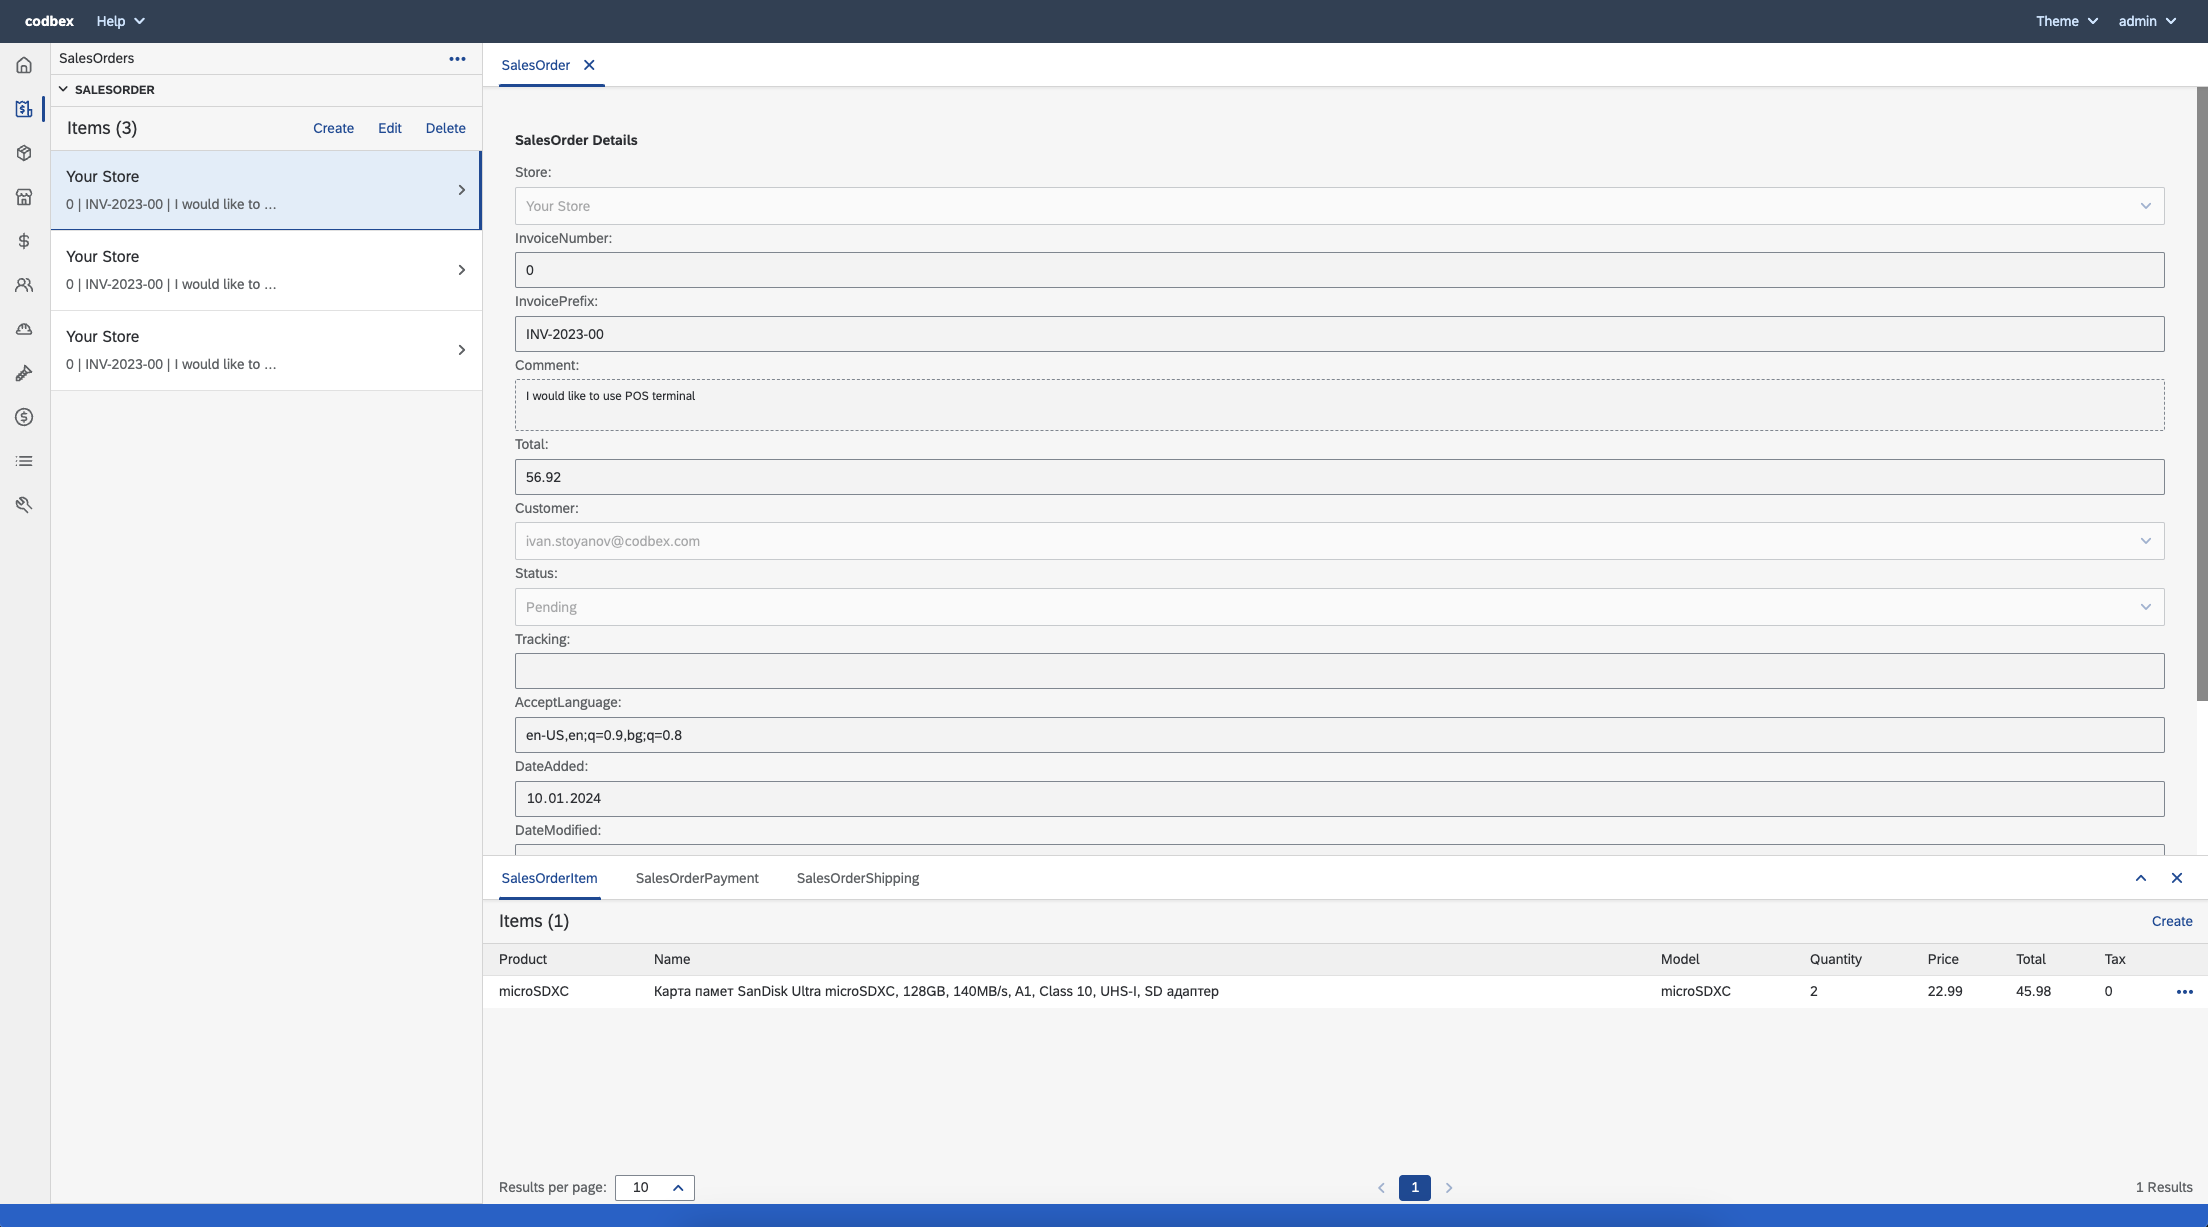 codbex Help Theme admin
SalesOrders
SALESORDER
Items (3) Create Edit Delete
Your Store
0 | INV-2023-00 | I would like to ...
Your Store
0 | INV-2023-00 | I would like to ...
Your Store
0 | INV-2023-00 | I would like to ...
SalesOrder
SalesOrder Details
Store:
Your Store
InvoiceNumber:
0
InvoicePrefix:
INV-2023-00
Comment:
I would like to use POS terminal
Total:
56.92
Customer:
ivan.stoyanov@codbex.com
Status:
Pending
Tracking:
AcceptLanguage:
en-US,en;q=0.9,bg;q=0.8
DateAdded:
10.01.2024
DateModified:
SalesOrderItem SalesOrderPayment SalesOrderShipping
Items (1) Create
Product Name Model Quantity Price Total Tax
microSDXC Карта памет SanDisk Ultra microSDXC, 128GB, 140MB/s, A1, Class 10, UHS-I, SD адаптер microSDXC 2 22.99 45.98 0
Results per page: 10 1 1 Results